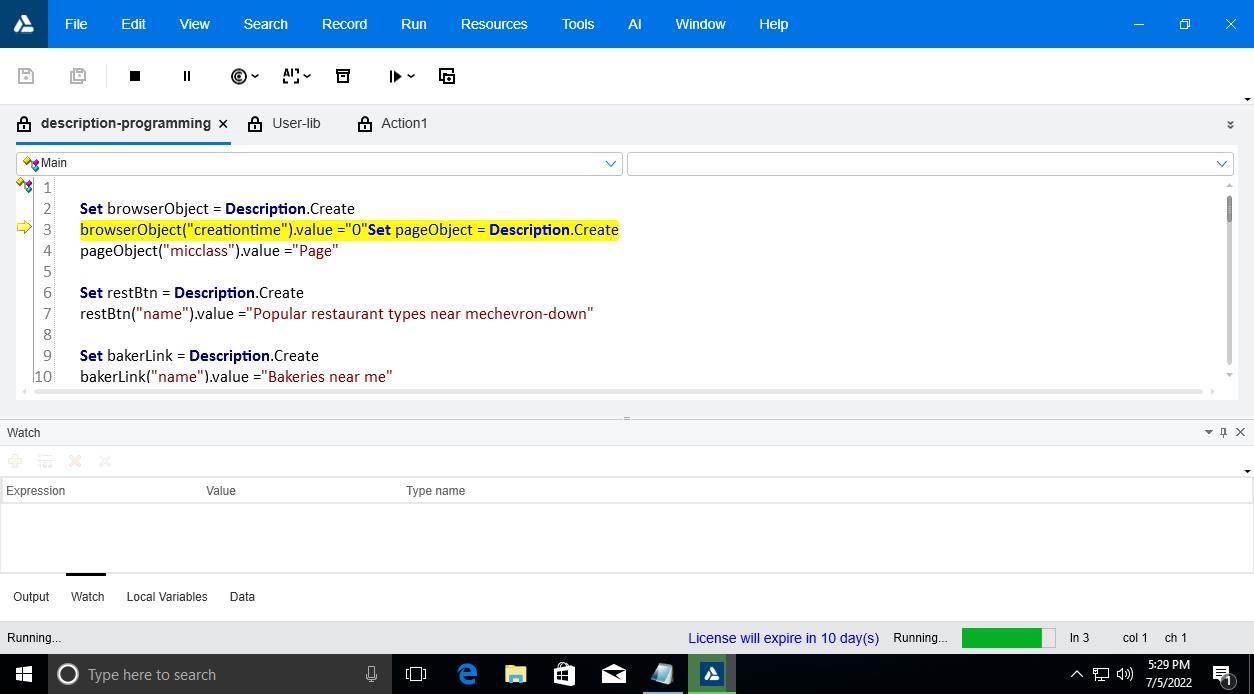 File Edit View Search Record Run Resources Tools AI Window Help
description-programming User-lib Action1
Main
1
2 Set browserObject = Description.Create
3 browserObject("creationtime").value ="0"Set pageObject = Description.Create
4 pageObject("micclass").value ="Page"
5
6 Set restBtn = Description.Create
7 restBtn("name").value ="Popular restaurant types near mechevron-down"
8
9 Set bakerLink = Description.Create
10 bakerLink("name").value ="Bakeries near me"
Watch
Expression Value Type name
Output Watch Local Variables Data
Running... License will expire in 10 day(s) Running... ln 3 col 1 ch 1
Type here to search
5:29 PM
7/5/2022
1